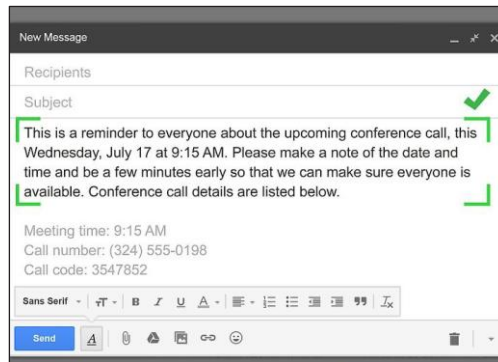 New Message
Recipients
Subject
This is a reminder to everyone about the upcoming conference call, this
Wednesday, July 17 at 9:15 AM. Please make a note of the date and
time and be a few minutes early so that we can make sure everyone is
available. Conference call details are listed below.
Meeting time: 9:15 AM
Call number: (324) 555-0198
Call code: 3547852
Sans Serif
Send